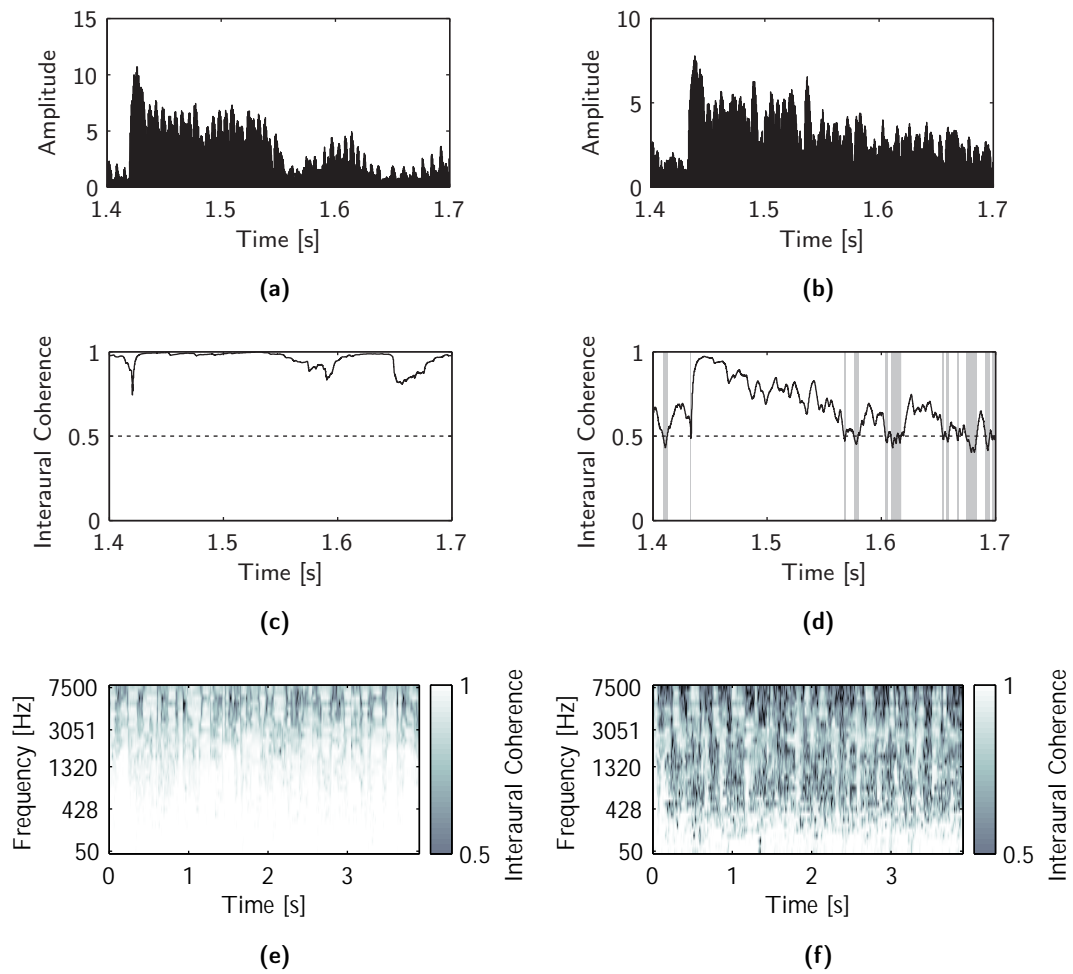 15
10
5
0
Amplitude
1.4 1.5 1.6 1.7
Time [s]
(a)
10
5
0
Amplitude
1.4 1.5 1.6 1.7
Time [s]
(b)
1
0.5
0
Interaural Coherence
1.4 1.5 1.6 1.7
Time [s]
(c)
1
0.5
0
Interaural Coherence
1.4 1.5 1.6 1.7
Time [s]
(d)
7500
3051
1320
428
50
Frequency [Hz]
0 1 2 3
Time [s]
1
0.5
Interaural Coherence
(e)
7500
3051
1320
428
50
Frequency [Hz]
0 1 2 3
Time [s]
1
0.5
Interaural Coherence
(f)